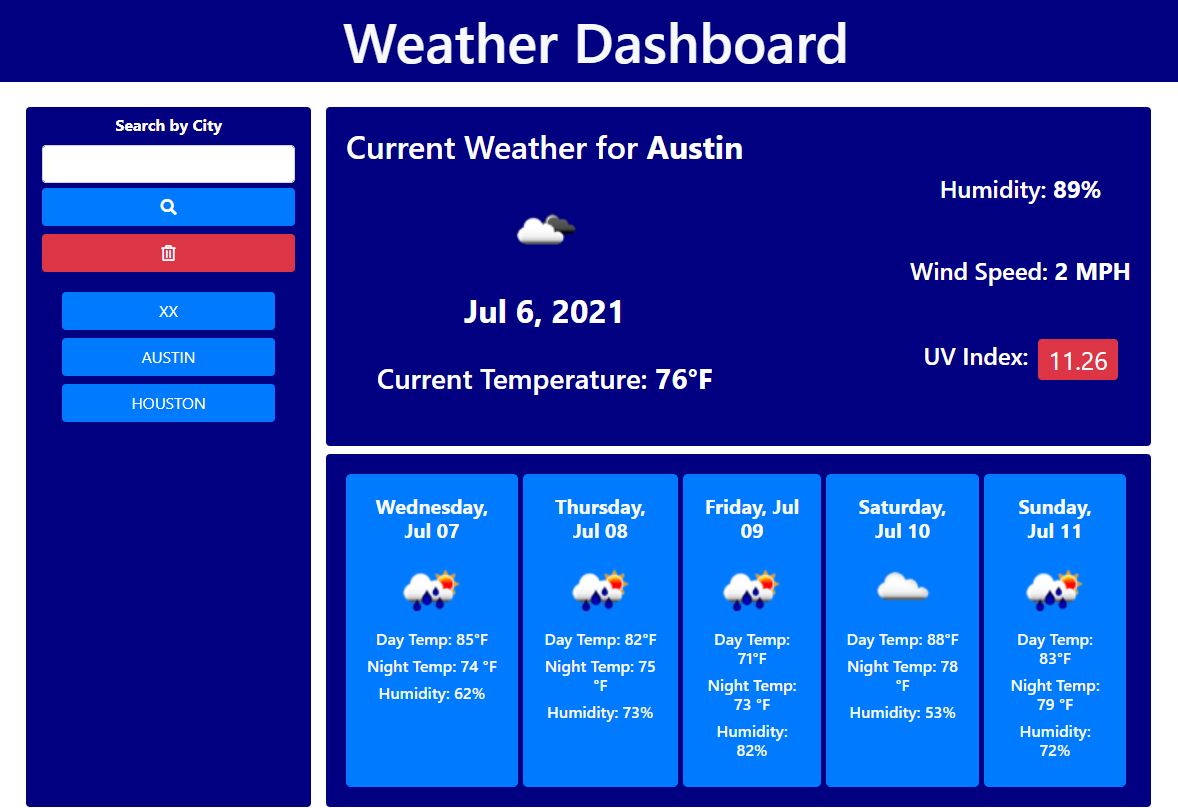 Weather Dashboard
Search by City
XX
AUSTIN
HOUSTON
Current Weather for Austin
Jul 6, 2021
Current Temperature: 76°F
Humidity: 89%
Wind Speed: 2 MPH
UV Index: 11.26
Wednesday,
Jul 07
Day Temp: 85°F
Night Temp: 74 °F
Humidity: 62%
Thursday,
Jul 08
Day Temp: 82°F
Night Temp: 75
°F
Humidity: 73%
Friday, Jul
09
Day Temp:
71°F
Night Temp:
73 °F
Humidity:
82%
Saturday,
Jul 10
Day Temp: 88°F
Night Temp: 78
°F
Humidity: 53%
Sunday,
Jul 11
Day Temp:
83°F
Night Temp:
79 °F
Humidity:
72%